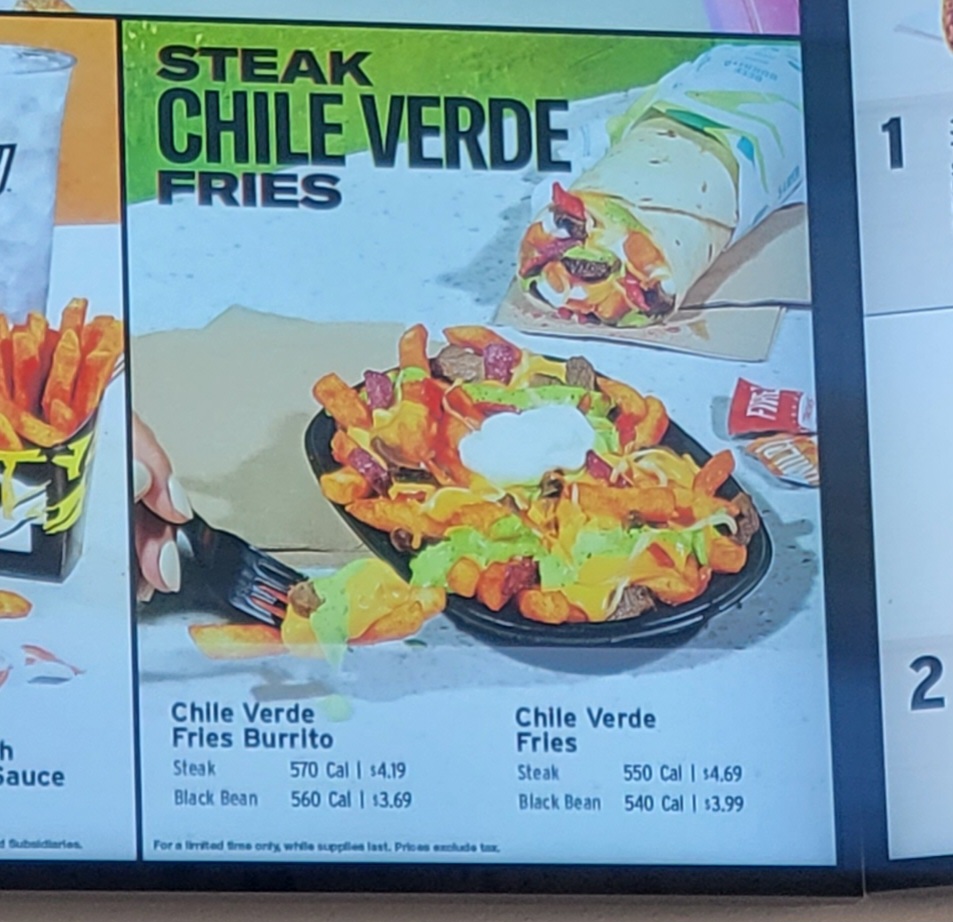 STEAK
CHILE VERDE
FRIES
1
FIRE!
2
h
Sauce
Chile Verde
Fries Burrito
Steak 570 Cal | $4.19
Black Bean 560 Cal | $3.69
Chile Verde
Fries
Steak 550 Cal | $4.69
Black Bean 540 Cal | $3.99
d Subsidiaries.
For a limited time only, while supplies last. Prices exclude tax.